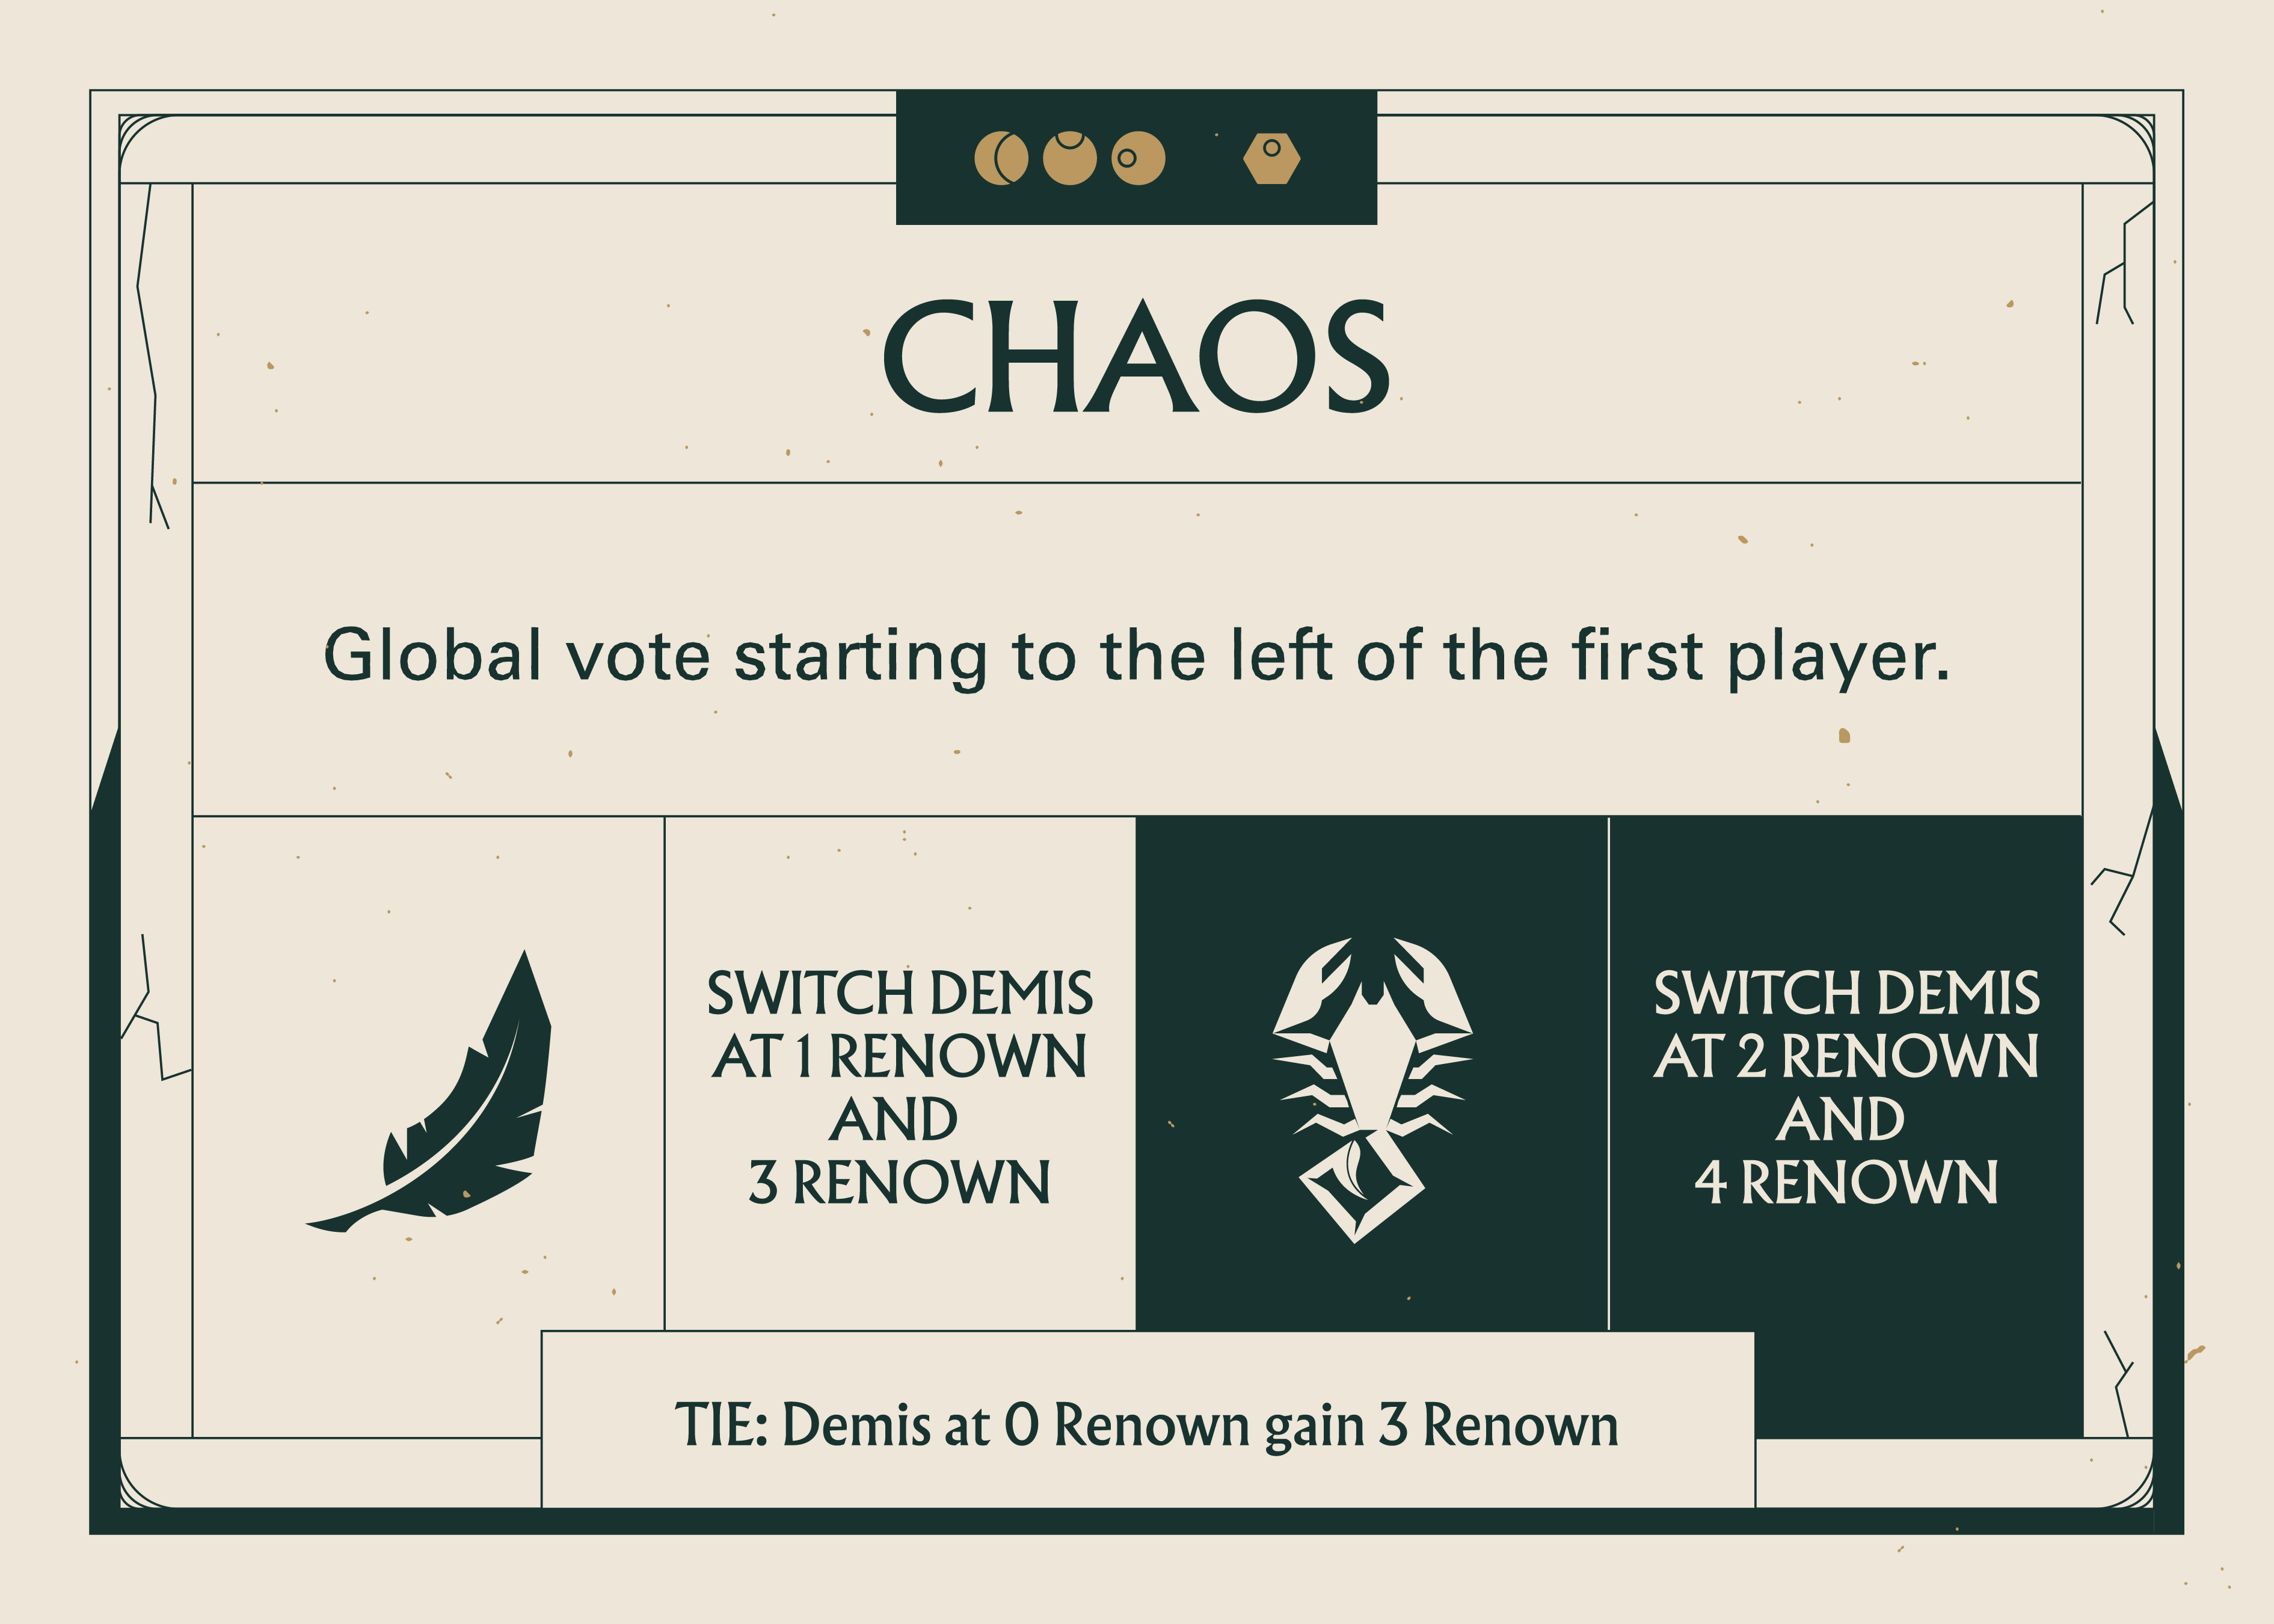 CHAOS
Global vote starting to the left of the first player.
SWITCH DEMIS
AT 1 RENOWN
AND
3 RENOWN
SWITCH DEMIS
AT 2 RENOWN
AND
4 RENOWN
TIE: Demis at 0 Renown gain 3 Renown